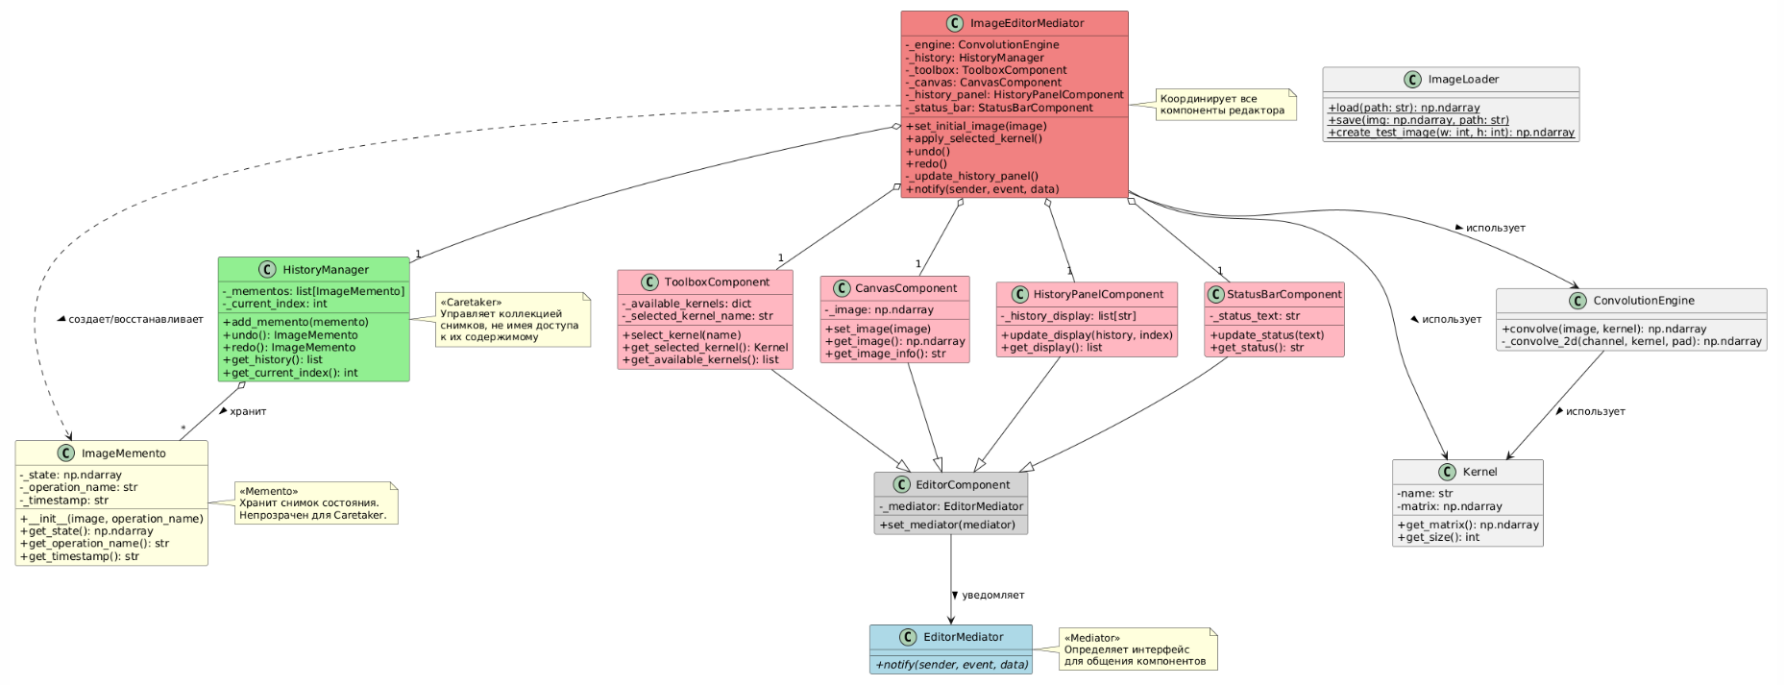 C ImageEditorMediator
-_engine: ConvolutionEngine
-_history: HistoryManager
-_toolbox: ToolboxComponent
-_canvas: CanvasComponent
-_history_panel: HistoryPanelComponent
-_status_bar: StatusBarComponent
+set_initial_image(image)
+apply_selected_kernel()
+undo()
+redo()
-_update_history_panel()
+notify(sender, event, data)
Координирует все
компоненты редактора
C ImageLoader
+load(path: str): np.ndarray
+save(img: np.ndarray, path: str)
+create_test_image(w: int, h: int): np.ndarray
использует
1
1
1
1
1
C HistoryManager
-_mementos: list[ImageMemento]
-_current_index: int
+add_memento(memento)
+undo(): ImageMemento
+redo(): ImageMemento
+get_history(): list
+get_current_index(): int
«Caretaker»
Управляет коллекцией
снимков, не имея доступа
к их содержимому
C ToolboxComponent
-_available_kernels: dict
-_selected_kernel_name: str
+select_kernel(name)
+get_selected_kernel(): Kernel
+get_available_kernels(): list
C CanvasComponent
-_image: np.ndarray
+set_image(image)
+get_image(): np.ndarray
+get_image_info(): str
C HistoryPanelComponent
-_history_display: list[str]
+update_display(history, index)
+get_display(): list
C StatusBarComponent
-_status_text: str
+update_status(text)
+get_status(): str
C ConvolutionEngine
+convolve(image, kernel): np.ndarray
-_convolve_2d(channel, kernel, pad): np.ndarray
создает/восстанавливает
использует
хранит
использует
*
C ImageMemento
-_state: np.ndarray
-_operation_name: str
-_timestamp: str
+__init__(image, operation_name)
+get_state(): np.ndarray
+get_operation_name(): str
+get_timestamp(): str
«Memento»
Хранит снимок состояния.
Непрозрачен для Caretaker.
C EditorComponent
-_mediator: EditorMediator
+set_mediator(mediator)
C Kernel
-name: str
-matrix: np.ndarray
+get_matrix(): np.ndarray
+get_size(): int
уведомляет
C EditorMediator
+notify(sender, event, data)
«Mediator»
Определяет интерфейс
для общения компонентов